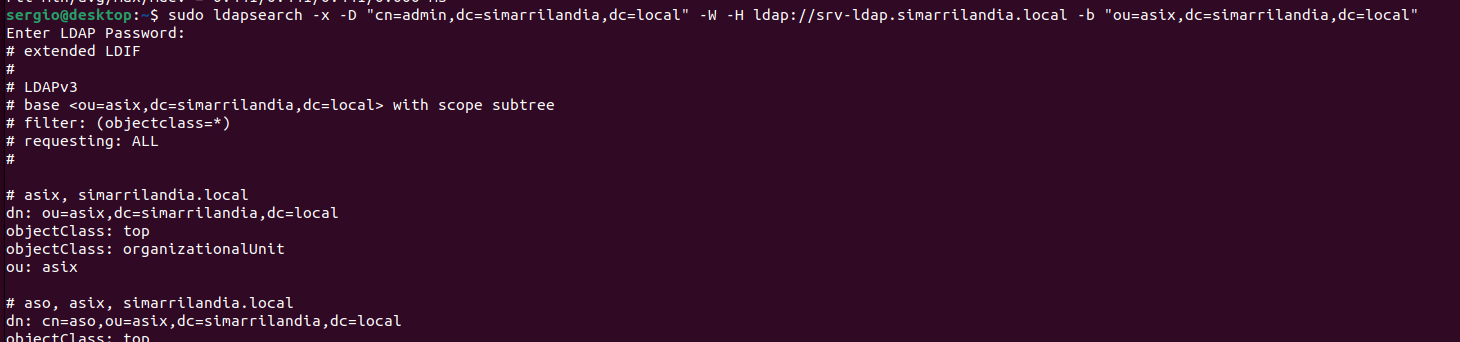 sergio@desktop:~$ sudo ldapsearch -x -D "cn=admin,dc=simarrilandia,dc=local" -W -H ldap://srv-ldap.simarrilandia.local -b "ou=asix,dc=simarrilandia,dc=local"
Enter LDAP Password:
# extended LDIF
#
# LDAPv3
# base <ou=asix,dc=simarrilandia,dc=local> with scope subtree
# filter: (objectclass=*)
# requesting: ALL
#
# asix, simarrilandia.local
dn: ou=asix,dc=simarrilandia,dc=local
objectClass: top
objectClass: organizationalUnit
ou: asix
# aso, asix, simarrilandia.local
dn: cn=aso,ou=asix,dc=simarrilandia,dc=local
objectClass: top